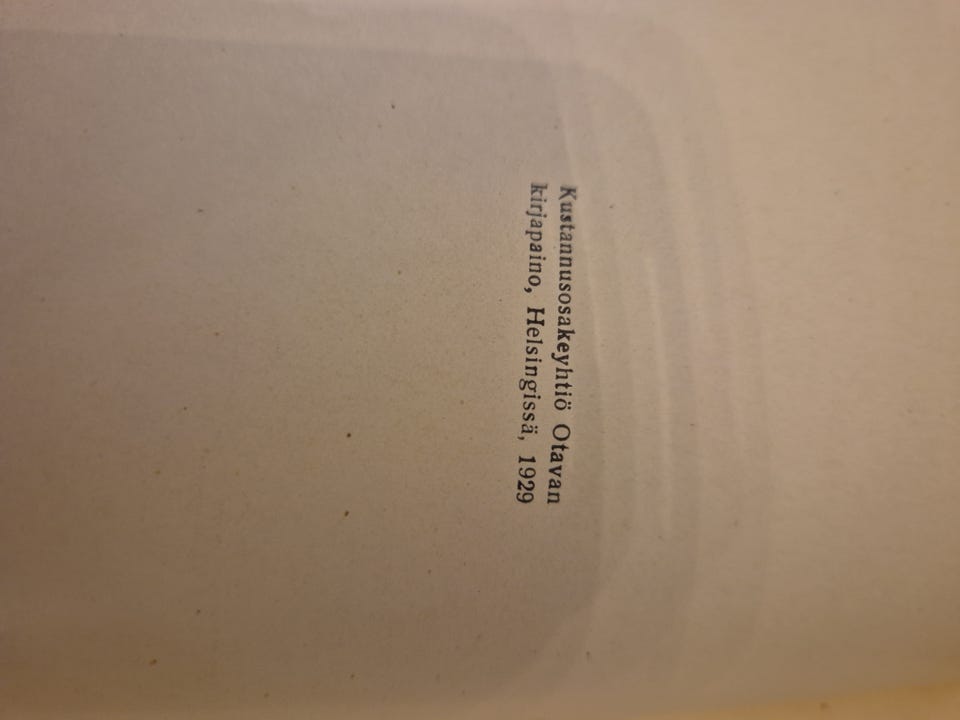 Kustannusosakeyhtiö Otavan
kirjapaino, Helsingissä, 1929